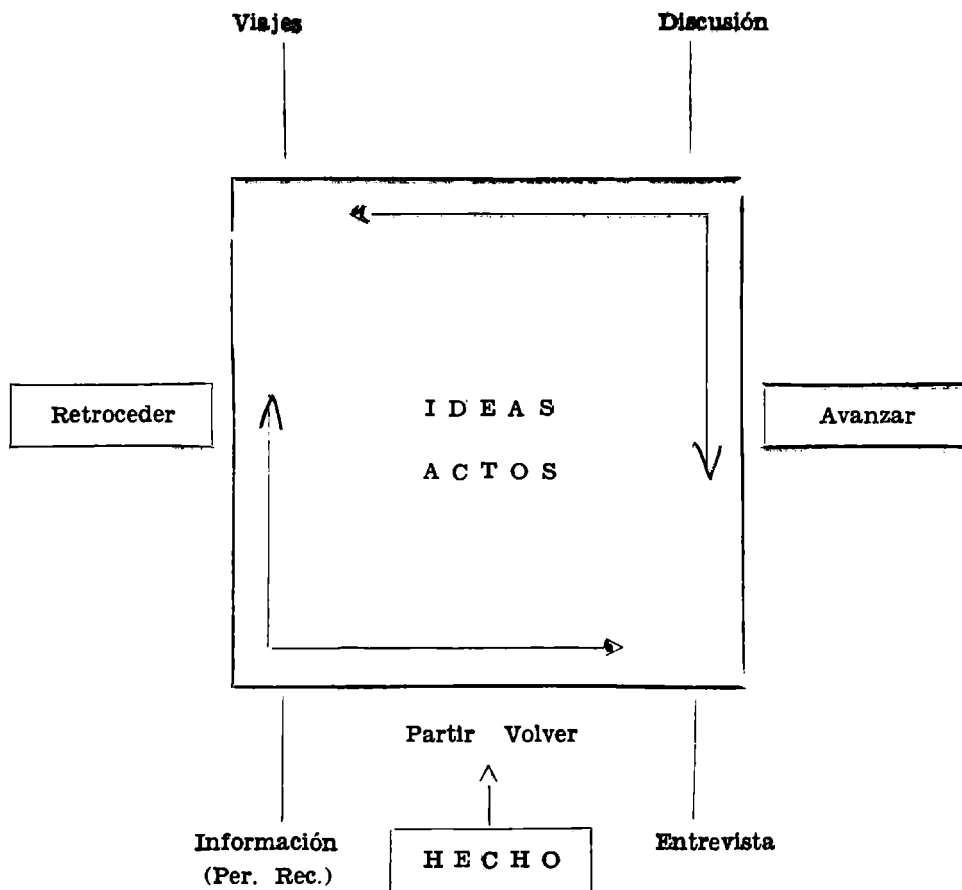 Viajes
Discusión
Retroceder
IDEAS
Avanzar
ACTOS
Partir Volver
Información
Entrevista
(Per. Rec.)
HECHO